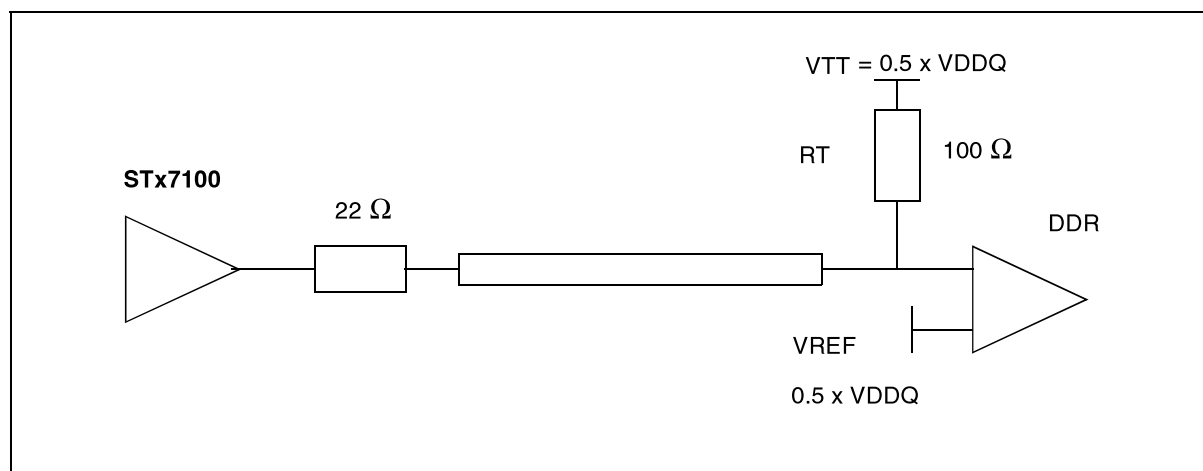 VTT = 0.5 x VDDQ
RT
100 Ω
STx7100
22 Ω
DDR
VREF
0.5 x VDDQ